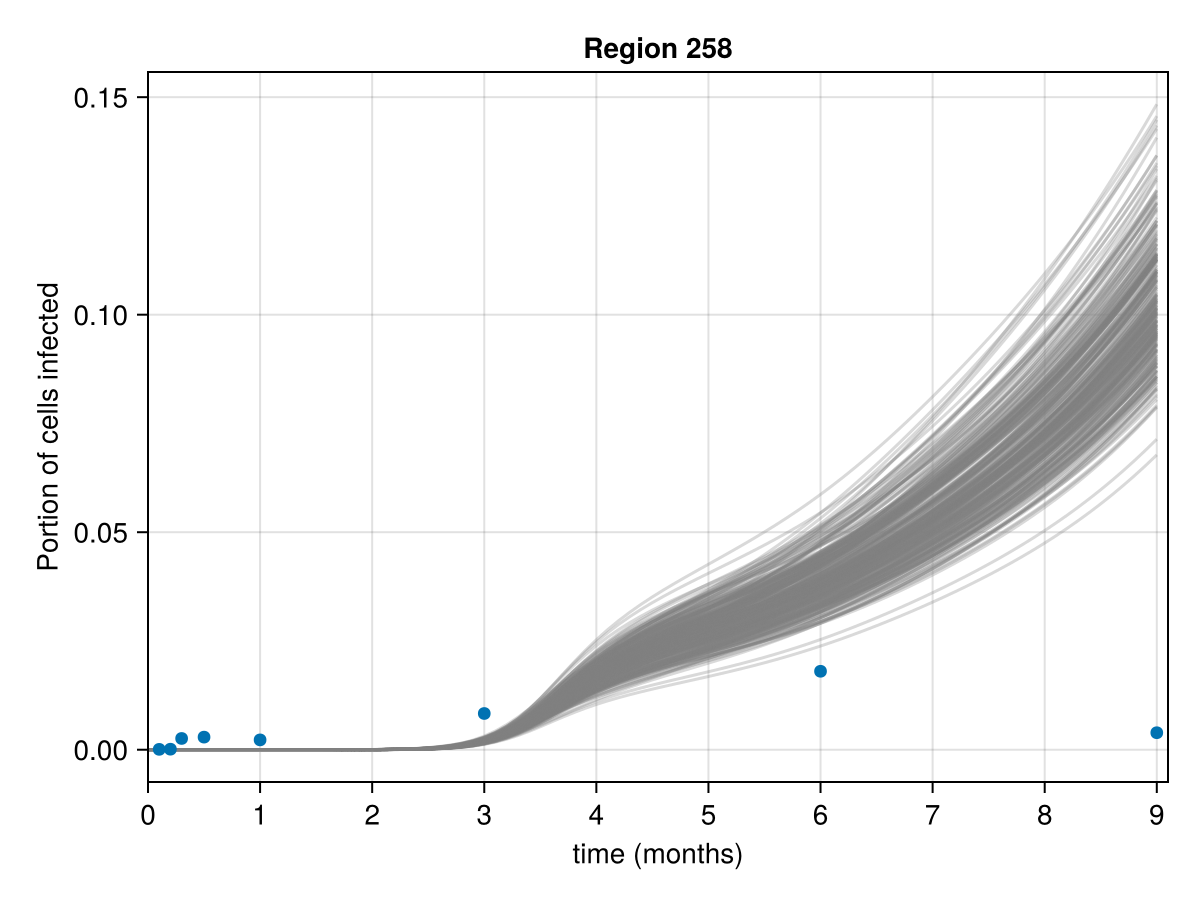 Region 258
0.15
0.10
0.05
0.00
Portion of cells infected
0 1 2 3 4 5 6 7 8 9
time (months)